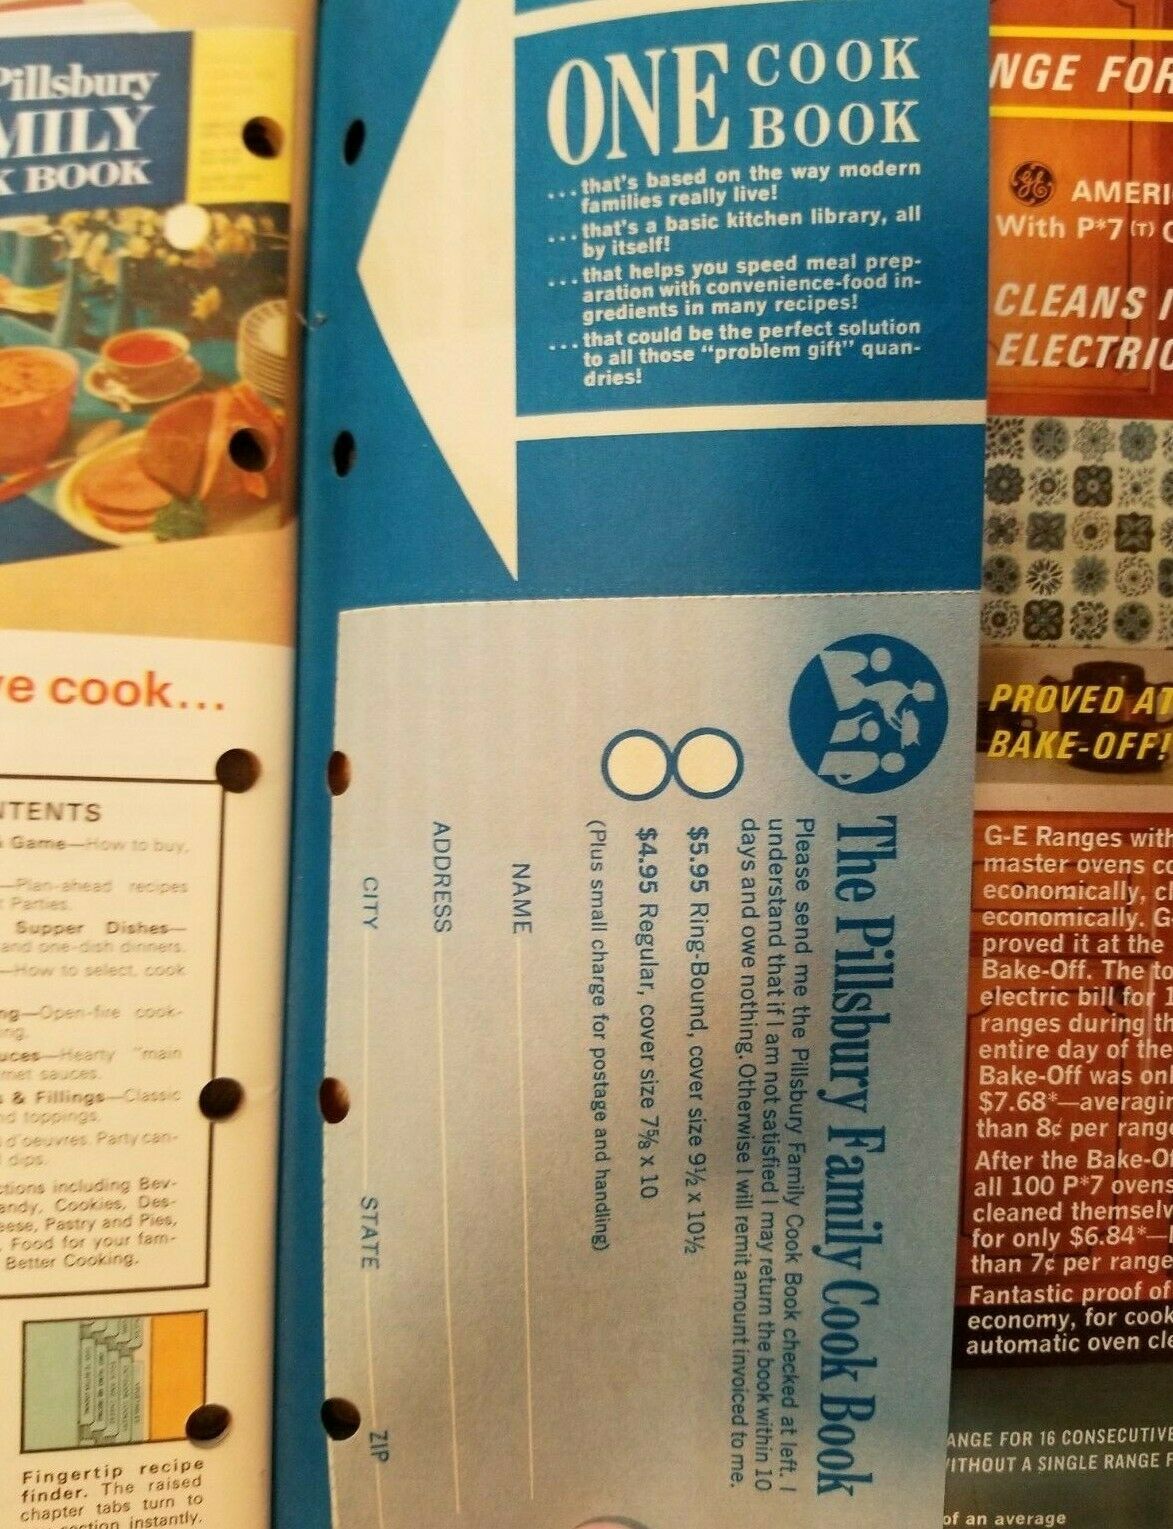 Pillsbury
MILY
K BOOK
ve cook...
NTENTS
Game—How to buy,
—Plan-ahead recipes
Parties.
Supper Dishes—
and one-dish dinners.
—How to select, cook
ng—Open-fire cook-
ing.
uces—Hearty "main
met sauces.
s & Fillings—Classic
nd toppings.
d'oeuvres. Party can-
dips.
ctions including Bev-
andy, Cookies, Des-
eese, Pastry and Pies,
Food for your fam-
Better Cooking.
Fingertip recipe
finder. The raised
chapter tabs turn to
section instantly.
ONE COOK
BOOK
...that's based on the way modern
families really live!
...that's a basic kitchen library, all
by itself!
...that helps you speed meal prep-
aration with convenience-food in-
gredients in many recipes!
...that could be the perfect solution
to all those "problem gift" quan-
dries!
The Pillsbury Family Cook Book
Please send me the Pillsbury Family Cook Book checked at left. I
understand that if I am not satisfied I may return the book within 10
days and owe nothing. Otherwise I will remit amount invoiced to me.
$5.95 Ring-Bound, cover size 9½ x 10½
$4.95 Regular, cover size 7⅝ x 10
(Plus small charge for postage and handling)
NAME
ADDRESS
CITY STATE ZIP
NGE FOR
GE AMERI
With P*7 (T) O
CLEANS I
ELECTRIC
PROVED AT
BAKE-OFF!
G-E Ranges with
master ovens co
economically, cl
economically. G
proved it at the
Bake-Off. The to
electric bill for 1
ranges during th
entire day of the
Bake-Off was onl
$7.68*—averagin
than 8¢ per range
After the Bake-Of
all 100 P*7 ovens
cleaned themselv
for only $6.84*—l
than 7¢ per range
Fantastic proof of
economy, for cook
automatic oven cle
ANGE FOR 16 CONSECUTIVE
ITHOUT A SINGLE RANGE F
of an average